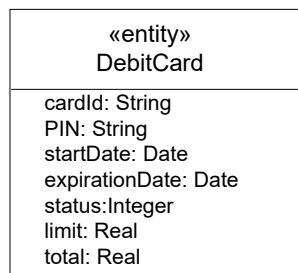 «entity»
DebitCard
cardId: String
PIN: String
startDate: Date
expirationDate: Date
status:Integer
limit: Real
total: Real